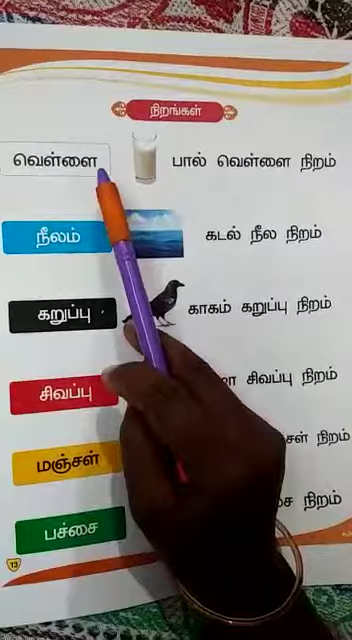 நிறங்கள்
வெள்ளை பால் வெள்ளை நிறம்
நீலம் கடல் நீல நிறம்
கறுப்பு காகம் கறுப்பு நிறம்
சிவப்பு சிவப்பு நிறம்
மஞ்சள் நிறம்
பச்சை நிறம்
13